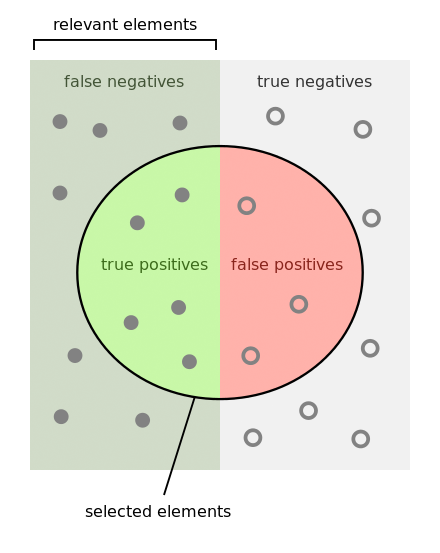 relevant elements
false negatives
true negatives
true positives
false positives
selected elements